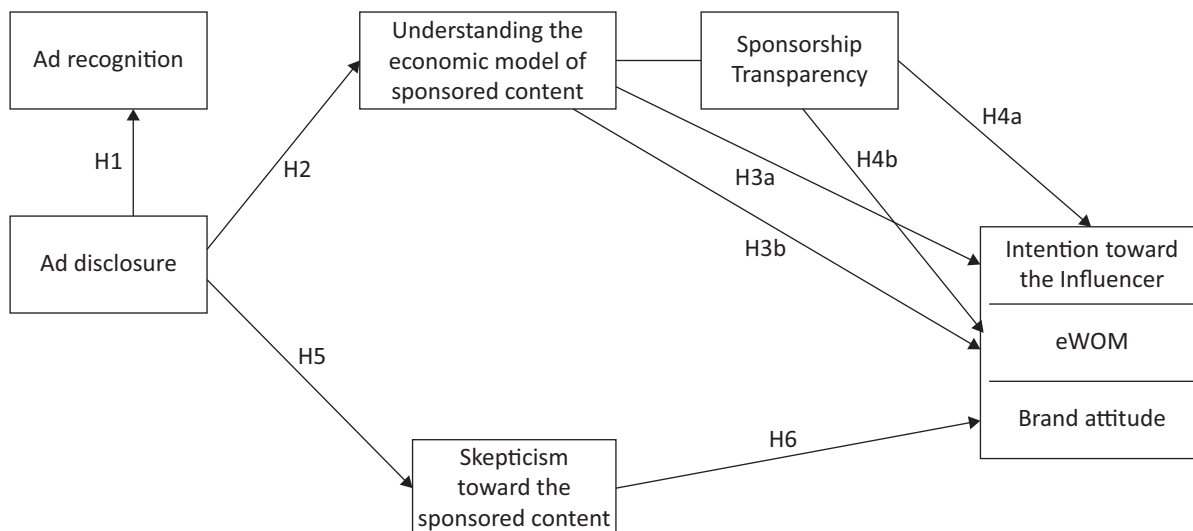 Ad recognition
Understanding the
economic model of
sponsored content
Sponsorship
Transparency
H1
H2
H3a
H3b
H4a
H4b
Ad disclosure
Intention toward
the Influencer
eWOM
Brand attitude
H5
H6
Skepticism
toward the
sponsored content